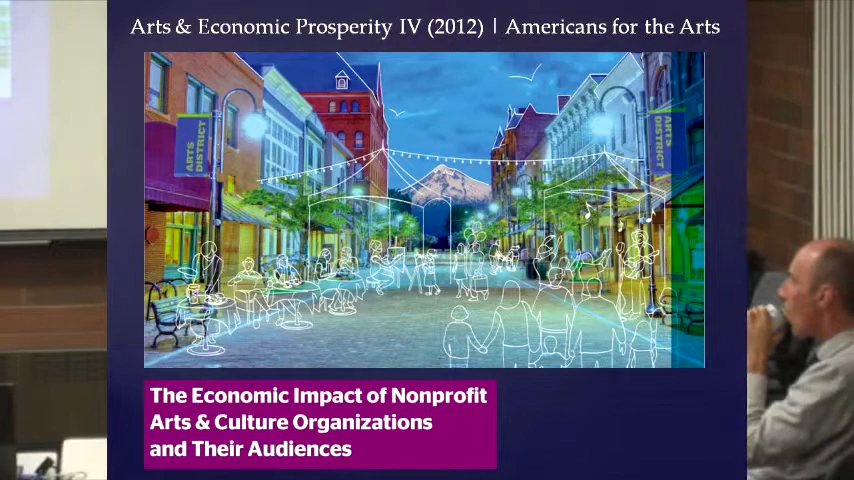 Arts & Economic Prosperity IV (2012) | Americans for the Arts
ARTS
DISTRICT
ARTS
DISTRICT
The Economic Impact of Nonprofit
Arts & Culture Organizations
and Their Audiences